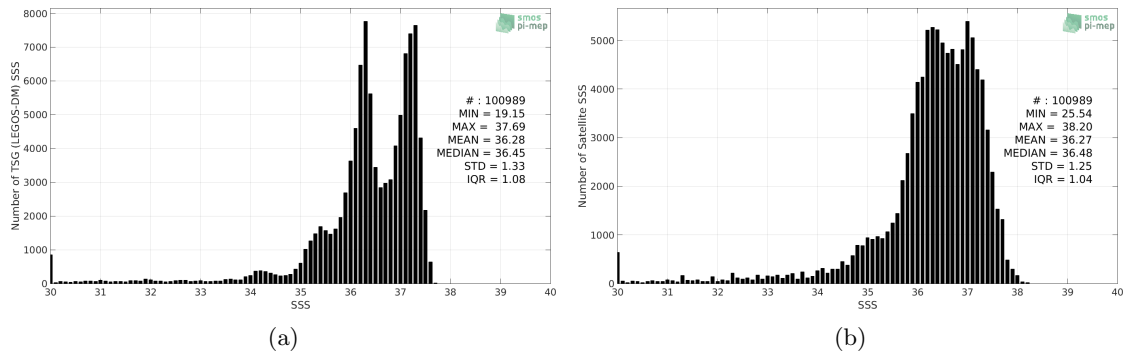 8000
7000
6000
5000
4000
3000
2000
1000
0
Number of TSG (LEGOS-DM) SSS
smos
pi-mep
# : 100989
MIN = 19.15
MAX = 37.69
MEAN = 36.28
MEDIAN = 36.45
STD = 1.33
IQR = 1.08
30 31 32 33 34 35 36 37 38 39 40
SSS
(a)
5000
4000
3000
2000
1000
0
Number of Satellite SSS
smos
pi-mep
# : 100989
MIN = 25.54
MAX = 38.20
MEAN = 36.27
MEDIAN = 36.48
STD = 1.25
IQR = 1.04
30 31 32 33 34 35 36 37 38 39 40
SSS
(b)